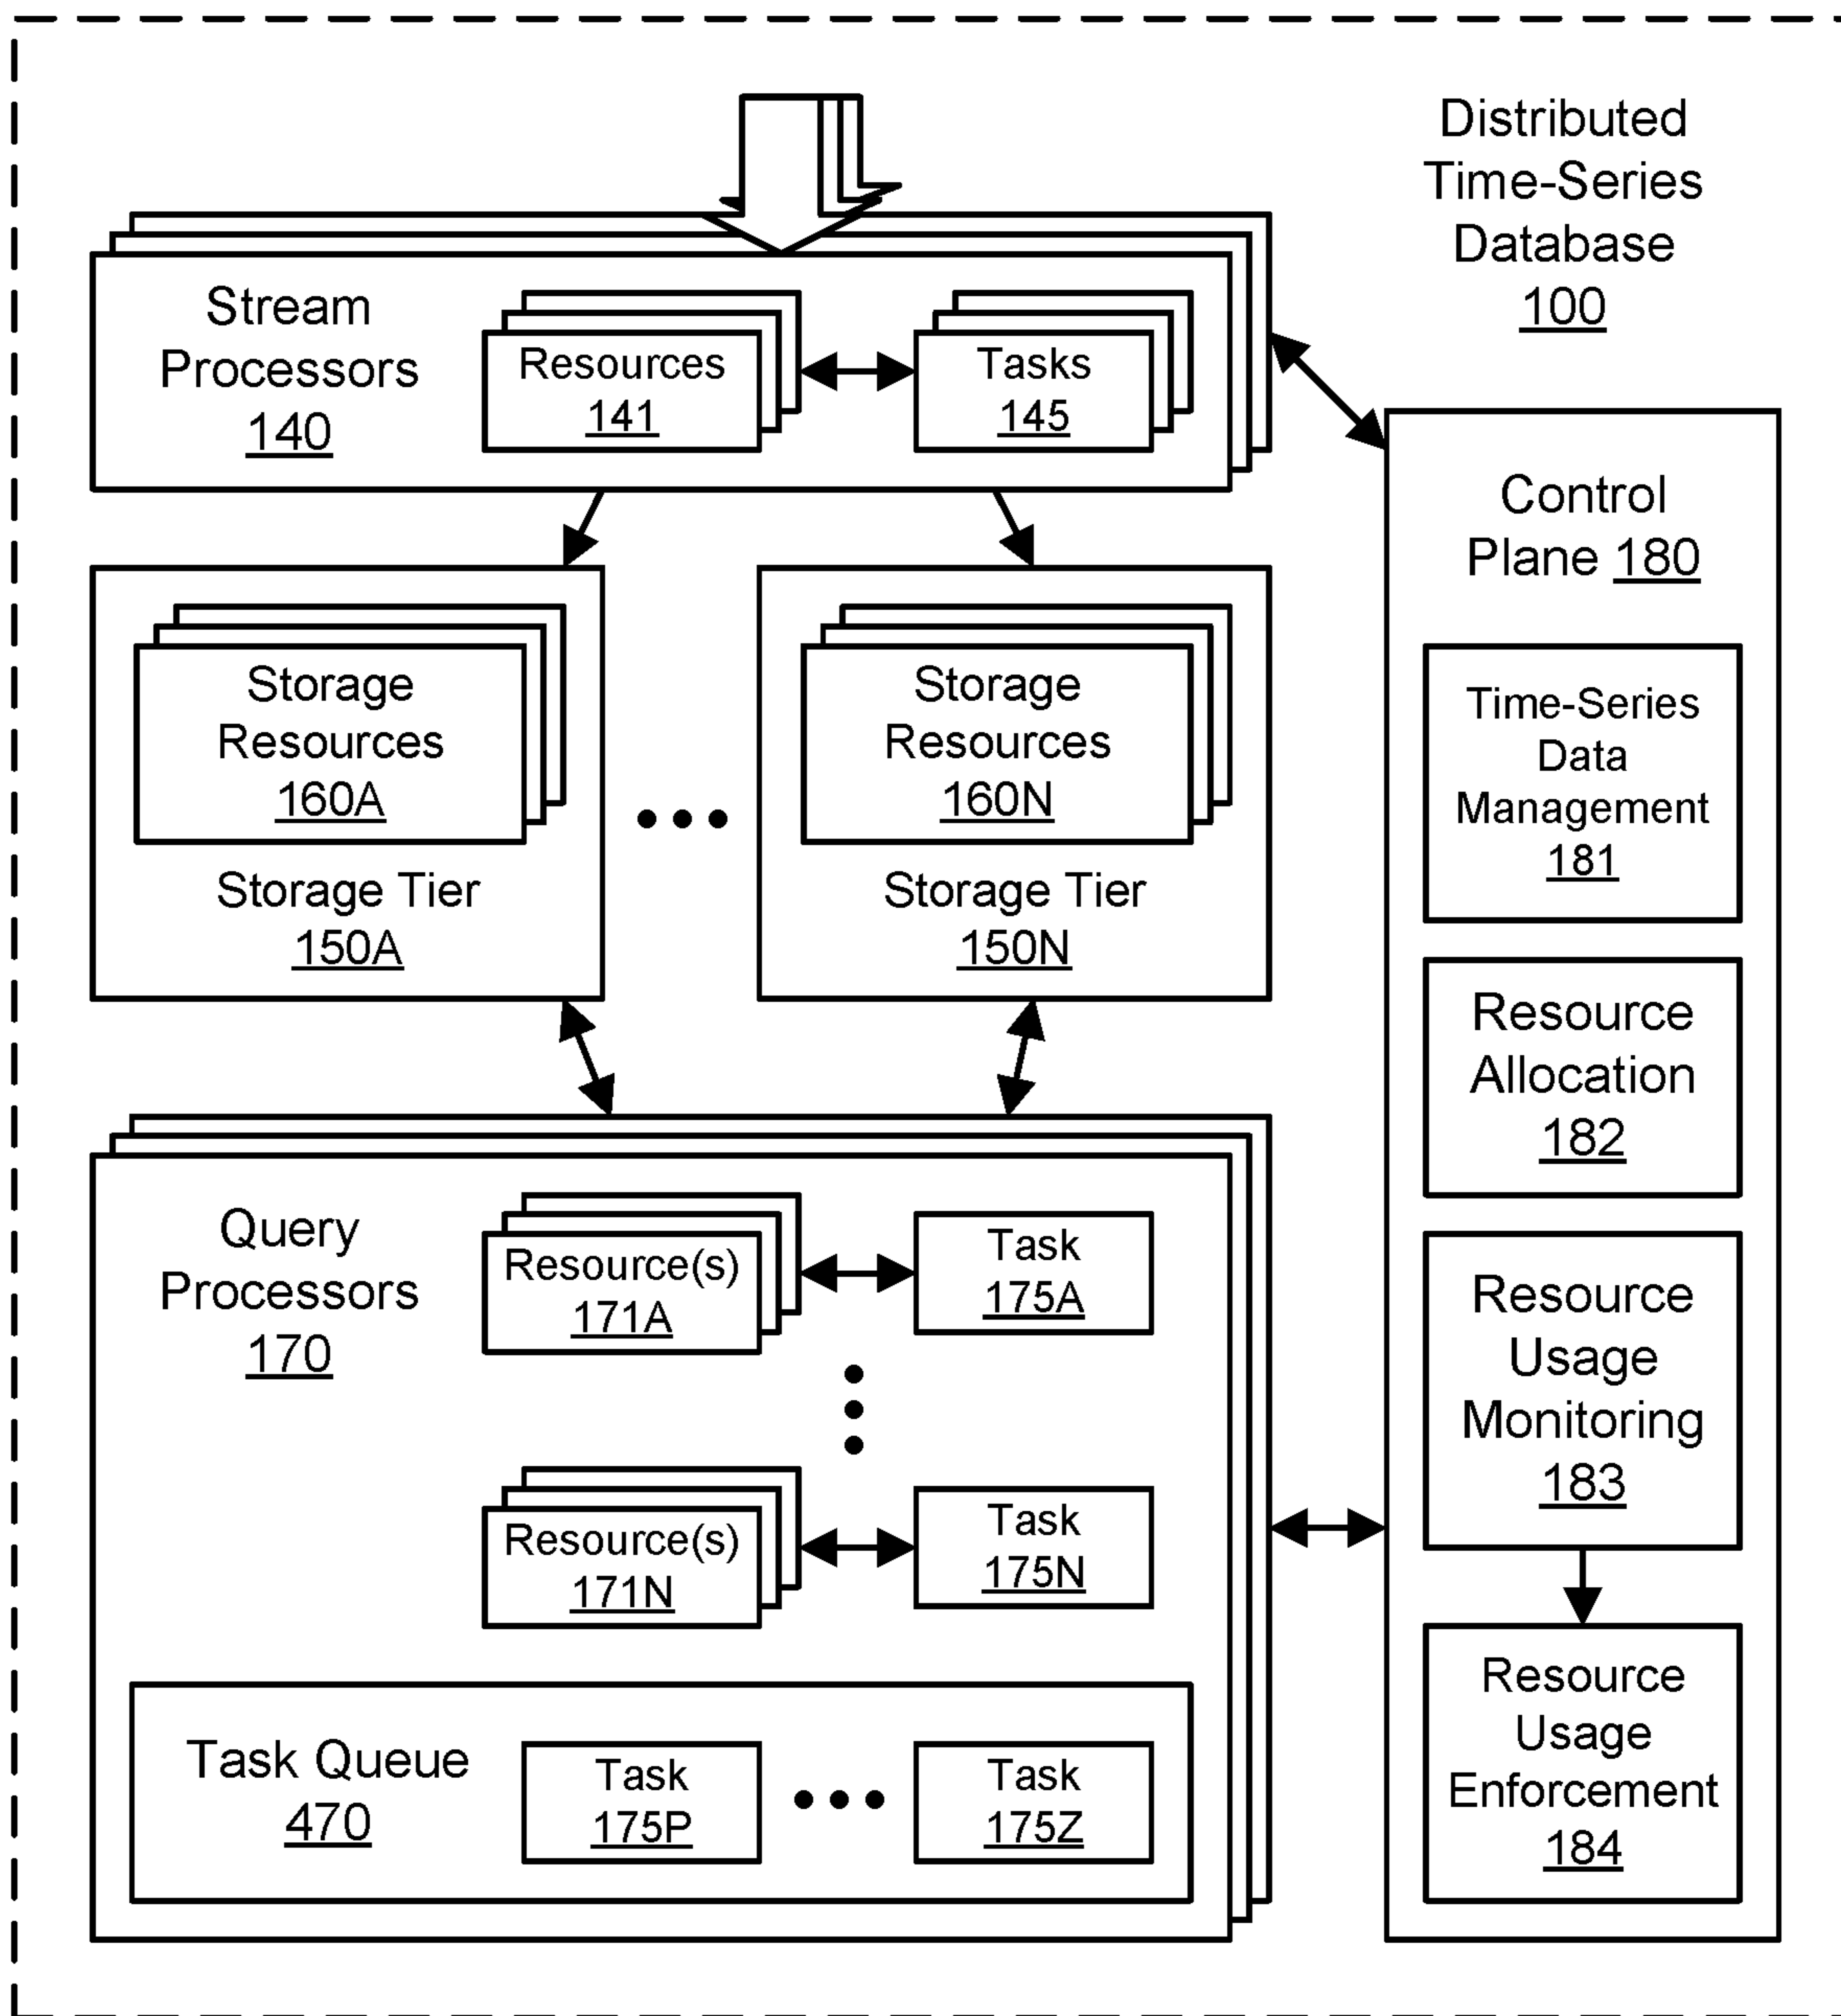 Distributed
Time-Series
Database
100
Stream
Processors
140
Resources
141
Tasks
145
Storage
Resources
160A
Storage Tier
150A
Storage
Resources
160N
Storage Tier
150N
Query
Processors
170
Resource(s)
171A
Task
175A
Resource(s)
171N
Task
175N
Task Queue
470
Task
175P
Task
175Z
Control
Plane 180
Time-Series
Data
Management
181
Resource
Allocation
182
Resource
Usage
Monitoring
183
Resource
Usage
Enforcement
184